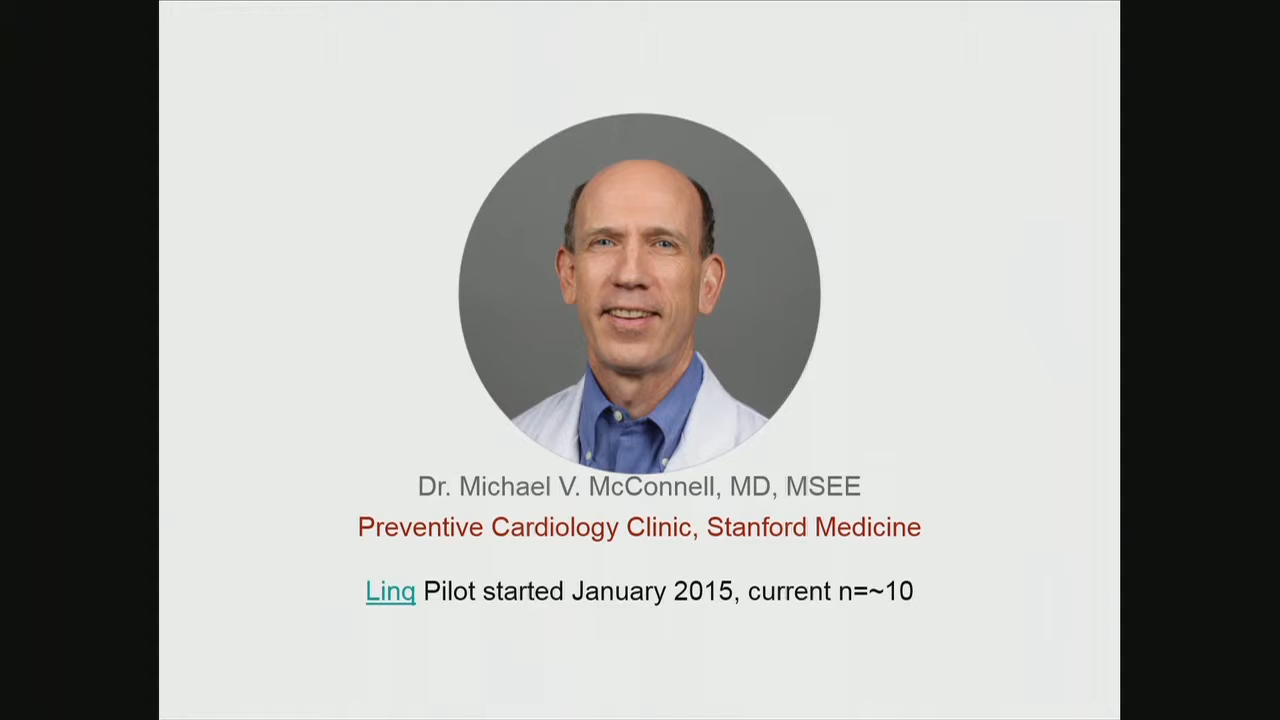 Dr. Michael V. McConnell, MD, MSEE
Preventive Cardiology Clinic, Stanford Medicine
Linq Pilot started January 2015, current n=~10